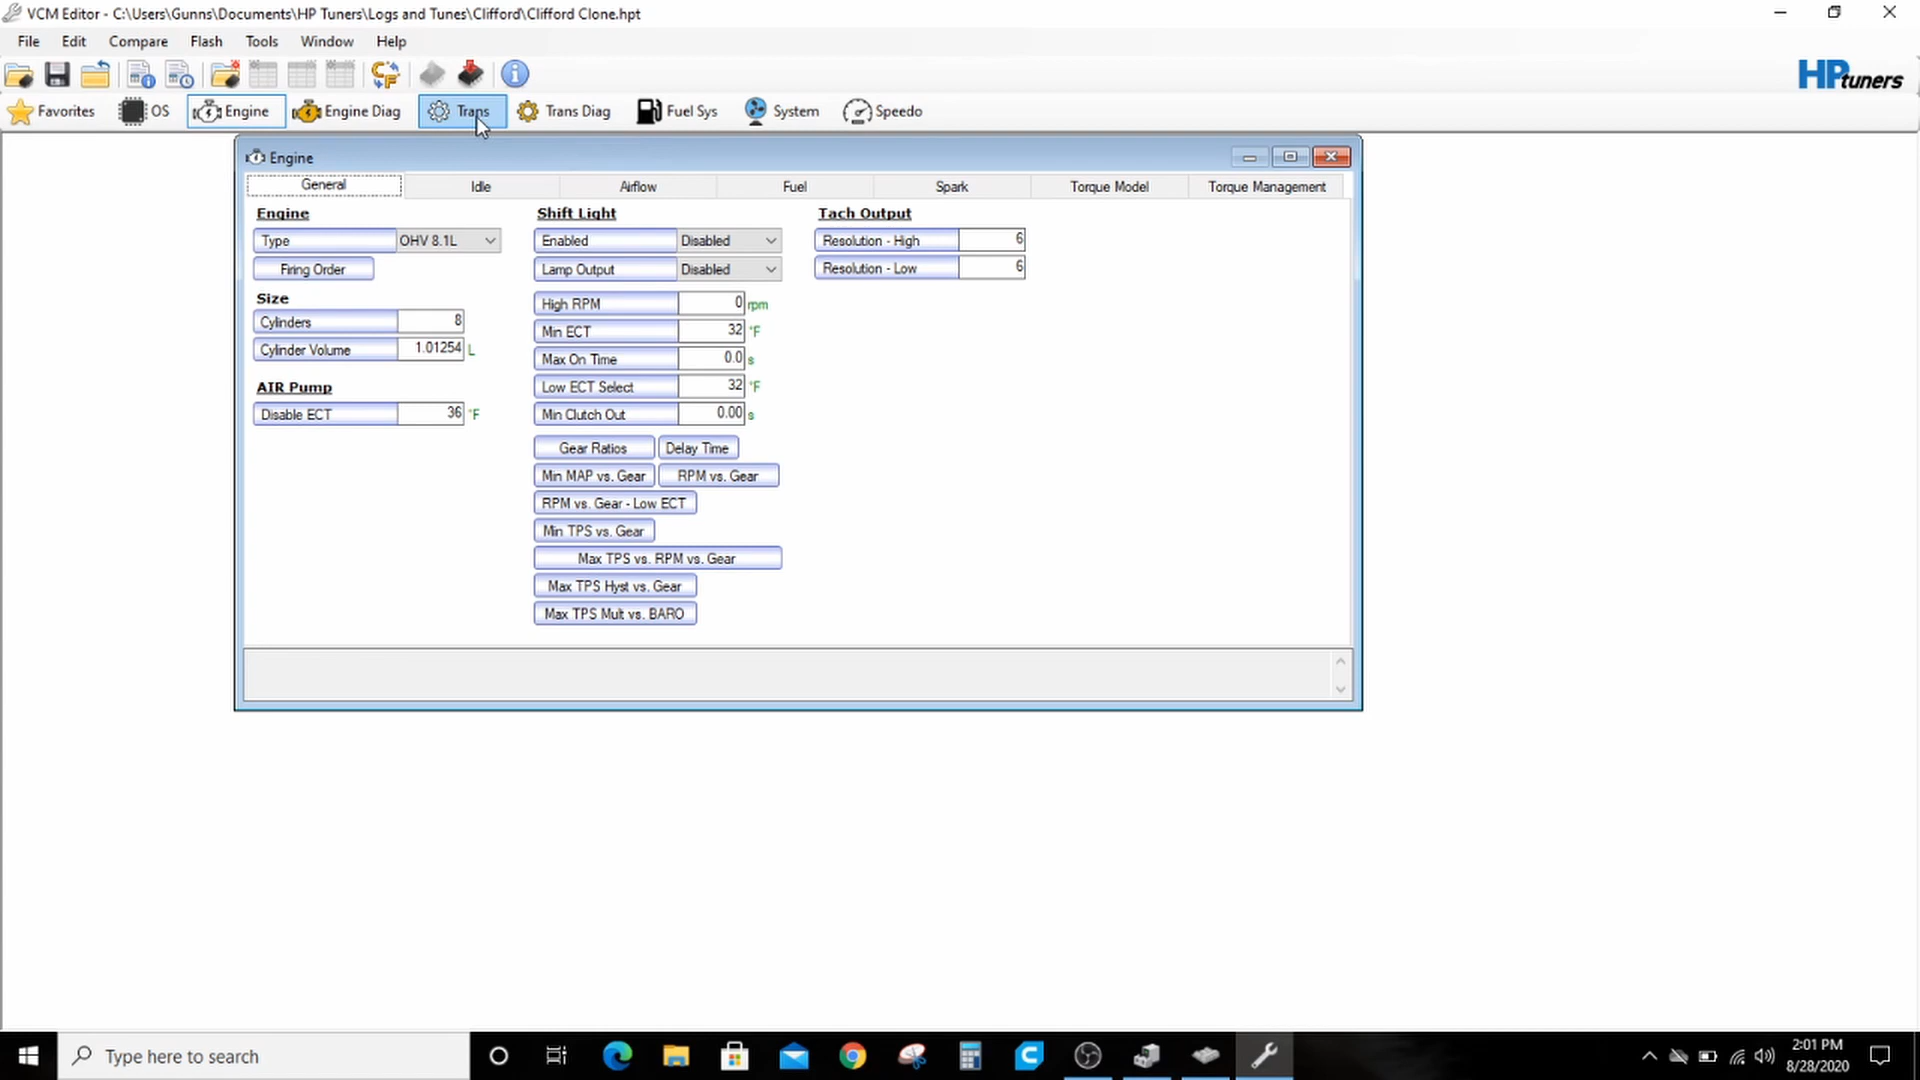 VCM Editor - C:\Users\Gunns\Documents\HP Tuners\Logs and Tunes\Clifford\Clifford Clone.hpt
File Edit Compare Flash Tools Window Help
HP tuners
Favorites OS Engine Engine Diag Trans Trans Diag Fuel Sys System Speedo
Engine
General Idle Airflow Fuel Spark Torque Model Torque Management
Engine
Type OHV 8.1L
Firing Order
Size
Cylinders 8
Cylinder Volume 1.01254 L
AIR Pump
Disable ECT 36 °F
Shift Light
Enabled Disabled
Lamp Output Disabled
High RPM 0 rpm
Min ECT 32 °F
Max On Time 0.0 s
Low ECT Select 32 °F
Min Clutch Out 0.00 s
Gear Ratios Delay Time
Min MAP vs. Gear RPM vs. Gear
RPM vs. Gear - Low ECT
Min TPS vs. Gear
Max TPS vs. RPM vs. Gear
Max TPS Hyst vs. Gear
Max TPS Mult vs. BARO
Tach Output
Resolution - High 6
Resolution - Low 6
Type here to search
2:01 PM
8/28/2020